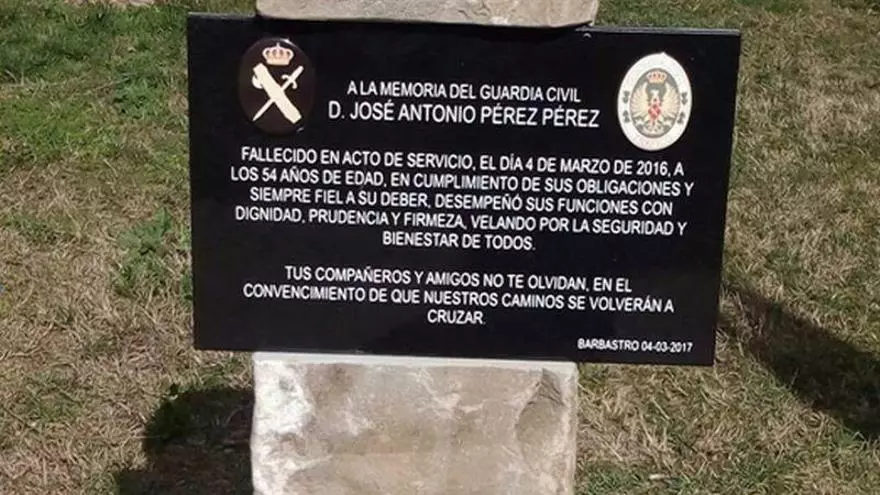 A LA MEMORIA DEL GUARDIA CIVIL
D. JOSÉ ANTONIO PÉREZ PÉREZ
FALLECIDO EN ACTO DE SERVICIO, EL DÍA 4 DE MARZO DE 2016, A
LOS 54 AÑOS DE EDAD, EN CUMPLIMIENTO DE SUS OBLIGACIONES Y
SIEMPRE FIEL A SU DEBER, DESEMPEÑÓ SUS FUNCIONES CON
DIGNIDAD, PRUDENCIA Y FIRMEZA, VELANDO POR LA SEGURIDAD Y
BIENESTAR DE TODOS.
TUS COMPAÑEROS Y AMIGOS NO TE OLVIDAN, EN EL
CONVENCIMIENTO DE QUE NUESTROS CAMINOS SE VOLVERÁN A
CRUZAR.
BARBASTRO 04-03-2017